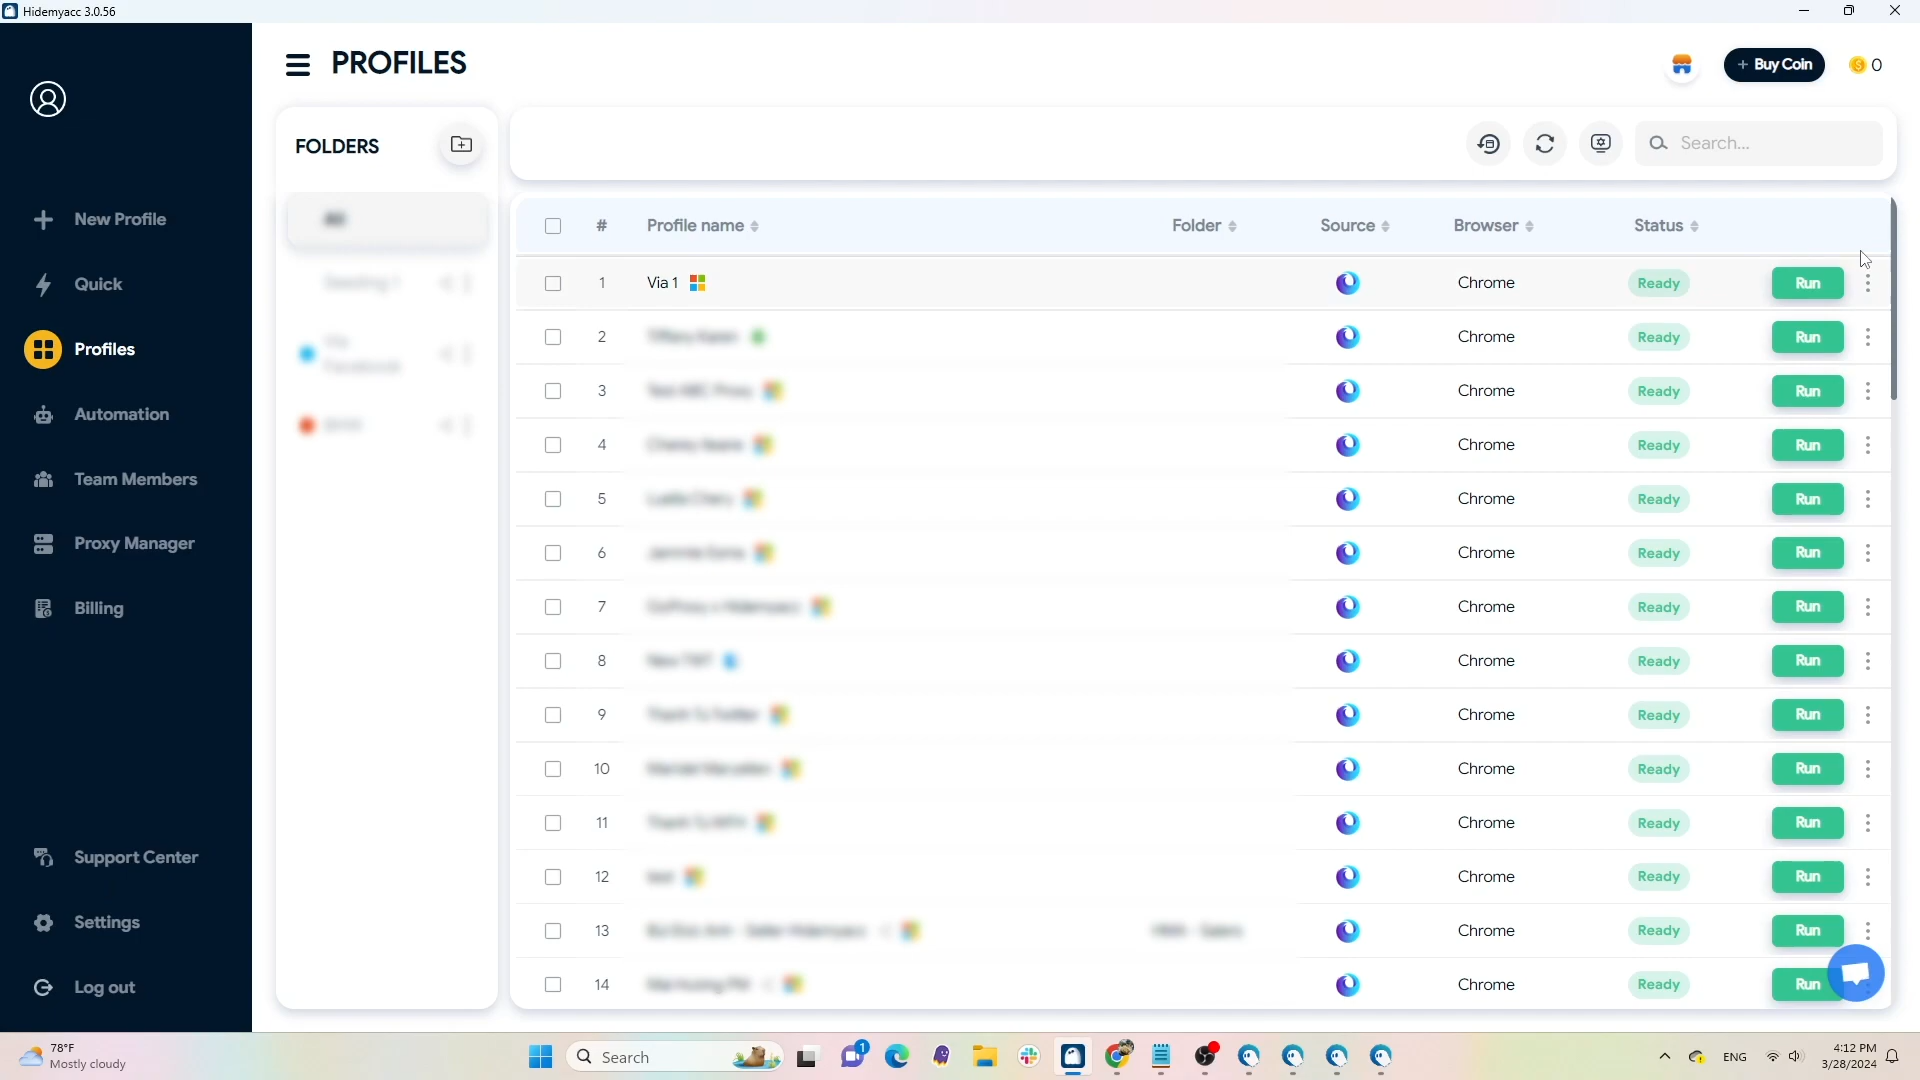 Hidemyacc 3.0.56
PROFILES
+ Buy Coin
0
FOLDERS
Search...
All
New Profile
Quick
Profiles
Automation
Team Members
Proxy Manager
Billing
Support Center
Settings
Log out
# Profile name Folder Source Browser Status
1 Via 1 Chrome Ready Run
2 Chrome Ready Run
3 Chrome Ready Run
4 Chrome Ready Run
5 Chrome Ready Run
6 Chrome Ready Run
7 Chrome Ready Run
8 Chrome Ready Run
9 Chrome Ready Run
10 Chrome Ready Run
11 Chrome Ready Run
12 Chrome Ready Run
13 Chrome Ready Run
14 Chrome Ready Run
78°F
Mostly cloudy
Search
1
ENG
4:12 PM
3/28/2024